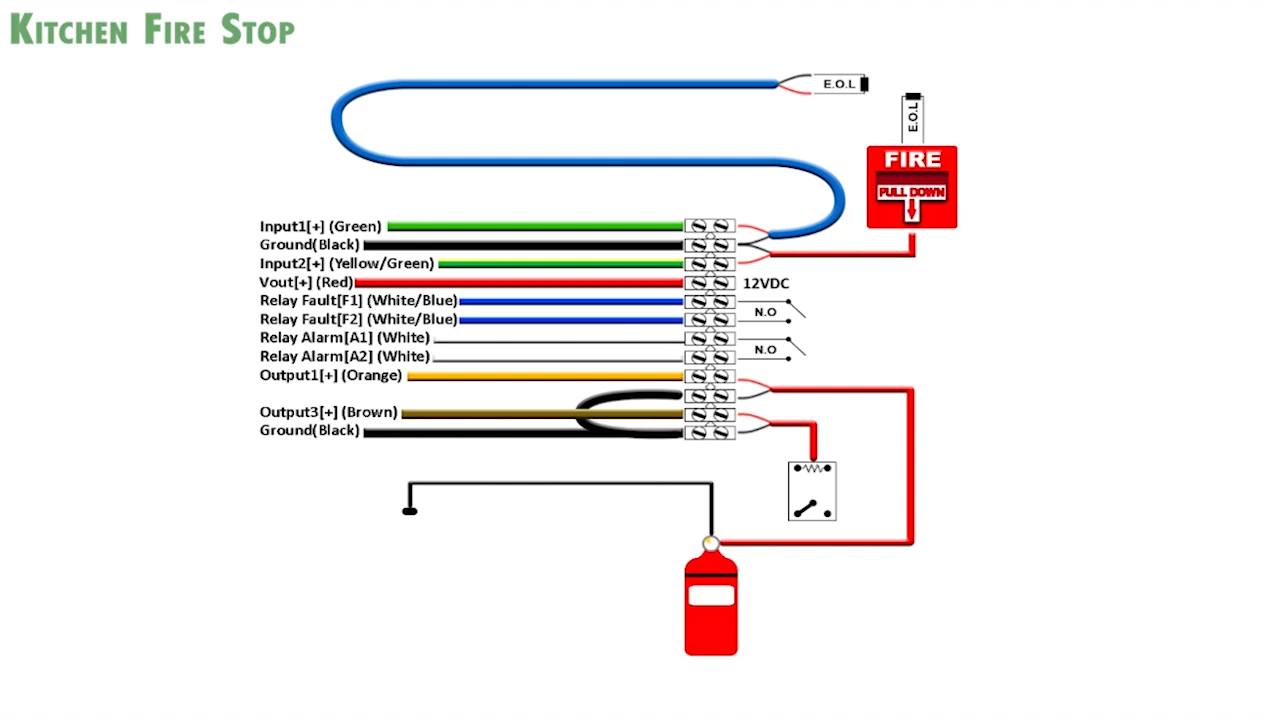 KITCHEN FIRE STOP
E.O.L
E.O.L
FIRE
PULL DOWN
Input1[+] (Green)
Ground(Black)
Input2[+] (Yellow/Green)
Vout[+] (Red)
12VDC
Relay Fault[F1] (White/Blue)
N.O
Relay Fault[F2] (White/Blue)
Relay Alarm[A1] (White)
N.O
Relay Alarm[A2] (White)
Output1[+] (Orange)
Output3[+] (Brown)
Ground(Black)